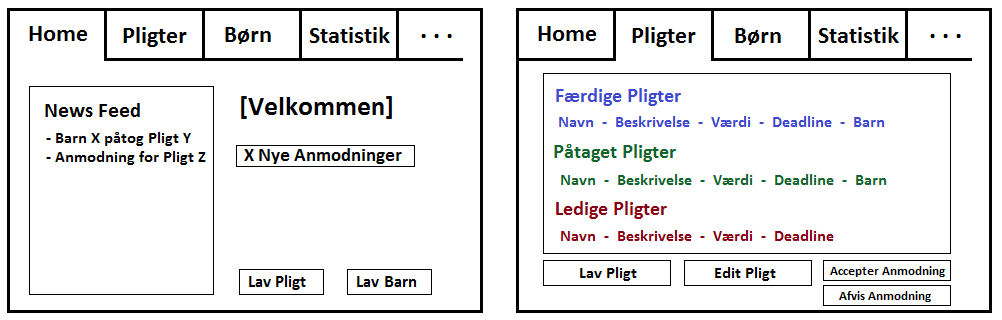 Home Pligter Børn Statistik . . .
News Feed
- Barn X påtog Pligt Y
- Anmodning for Pligt Z
[Velkommen]
X Nye Anmodninger
Lav Pligt Lav Barn
Home Pligter Børn Statistik . . .
Færdige Pligter
Navn - Beskrivelse - Værdi - Deadline - Barn
Påtaget Pligter
Navn - Beskrivelse - Værdi - Deadline - Barn
Ledige Pligter
Navn - Beskrivelse - Værdi - Deadline
Lav Pligt Edit Pligt Accepter Anmodning
Afvis Anmodning